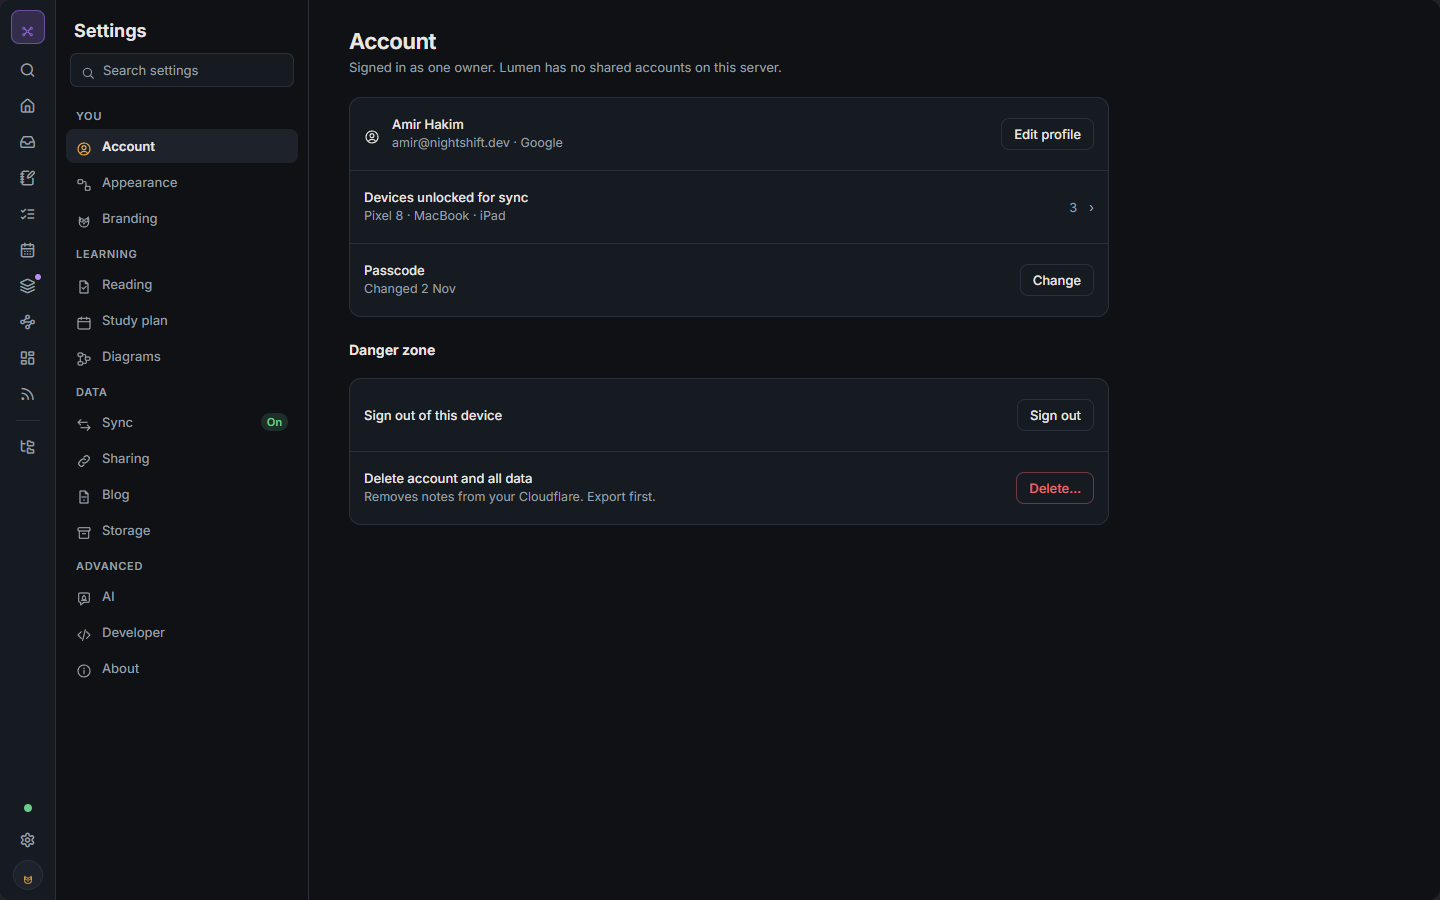 Settings
Search settings
YOU
Account
Appearance
Branding
LEARNING
Reading
Study plan
Diagrams
DATA
Sync
On
Sharing
Blog
Storage
ADVANCED
AI
Developer
About
Account
Signed in as one owner. Lumen has no shared accounts on this server.
Amir Hakim
amir@nightshift.dev · Google
Edit profile
Devices unlocked for sync
Pixel 8 · MacBook · iPad
3 ›
Passcode
Changed 2 Nov
Change
Danger zone
Sign out of this device
Sign out
Delete account and all data
Removes notes from your Cloudflare. Export first.
Delete...